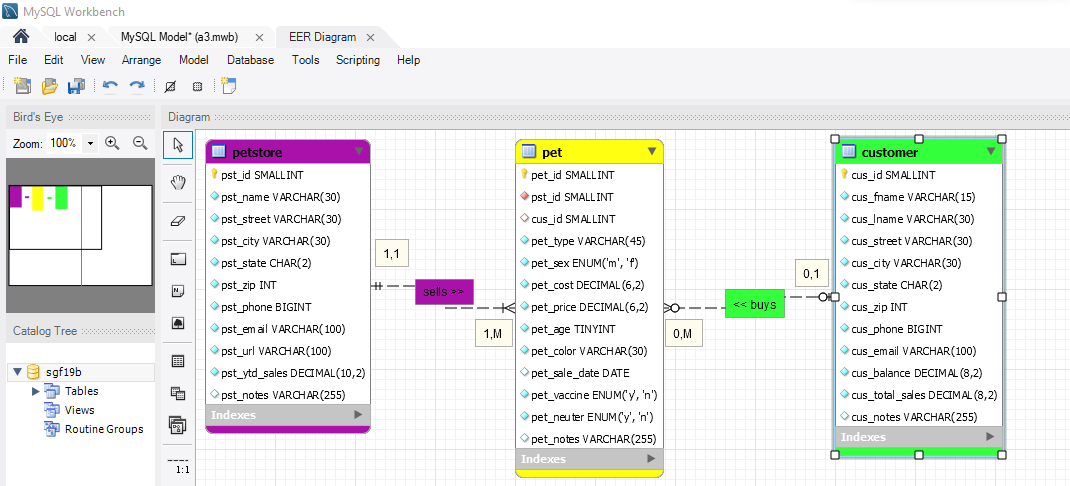 MySQL Workbench
local × MySQL Model* (a3.mwb) × EER Diagram ×
File Edit View Arrange Model Database Tools Scripting Help
Bird's Eye
Zoom: 100%
Catalog Tree
sgf19b
Tables
Views
Routine Groups
Diagram
1:1
petstore
pst_id SMALLINT
pst_name VARCHAR(30)
pst_street VARCHAR(30)
pst_city VARCHAR(30)
pst_state CHAR(2)
pst_zip INT
pst_phone BIGINT
pst_email VARCHAR(100)
pst_url VARCHAR(100)
pst_ytd_sales DECIMAL(10,2)
pst_notes VARCHAR(255)
Indexes
1,1
sells >>
1,M
pet
pet_id SMALLINT
pst_id SMALLINT
cus_id SMALLINT
pet_type VARCHAR(45)
pet_sex ENUM('m', 'f')
pet_cost DECIMAL(6,2)
pet_price DECIMAL(6,2)
pet_age TINYINT
pet_color VARCHAR(30)
pet_sale_date DATE
pet_vaccine ENUM('y', 'n')
pet_neuter ENUM('y', 'n')
pet_notes VARCHAR(255)
Indexes
0,1
<< buys
0,M
customer
cus_id SMALLINT
cus_fname VARCHAR(15)
cus_lname VARCHAR(30)
cus_street VARCHAR(30)
cus_city VARCHAR(30)
cus_state CHAR(2)
cus_zip INT
cus_phone BIGINT
cus_email VARCHAR(100)
cus_balance DECIMAL(8,2)
cus_total_sales DECIMAL(8,2)
cus_notes VARCHAR(255)
Indexes